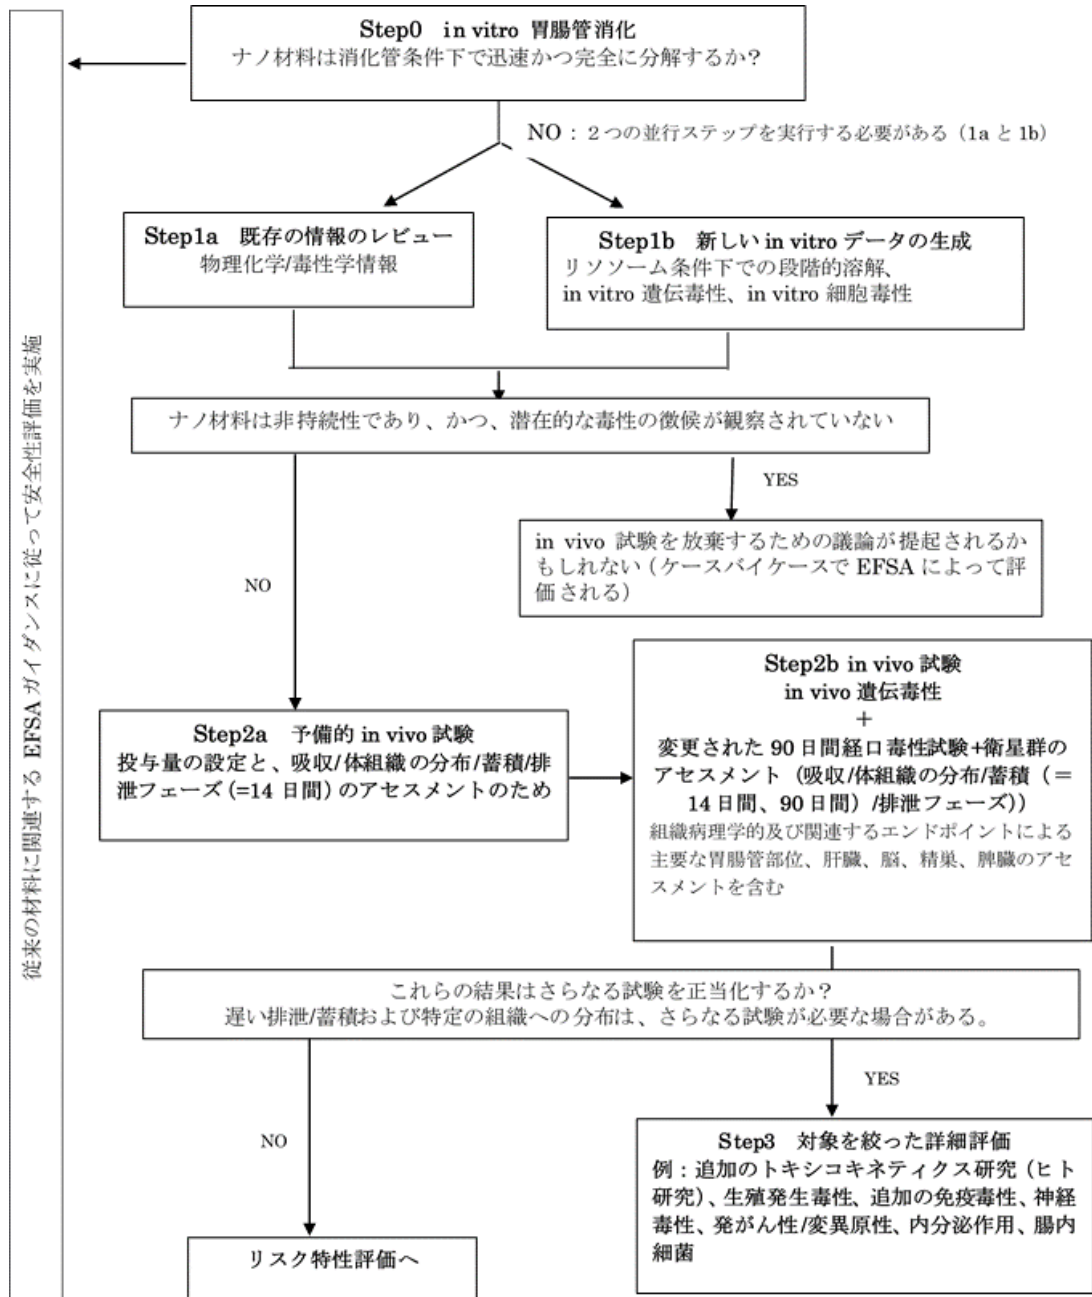 Step0 in vitro 胃腸管消化
ナノ材料は消化管条件下で迅速かつ完全に分解するか？
NO：２つの並行ステップを実行する必要がある（1a と 1b）
Step1a 既存の情報のレビュー
物理化学/毒性学情報
Step1b 新しい in vitro データの生成
リソソーム条件下での段階的溶解、
in vitro 遺伝毒性、in vitro 細胞毒性
従来の材料に関連する EFSA ガイダンスに従って安全性評価を実施
ナノ材料は非持続性であり、かつ、潜在的な毒性の徴候が観察されていない
YES
in vivo 試験を放棄するための議論が提起されるか
もしれない（ケースバイケースで EFSA によって評
価される）
NO
Step2a 予備的 in vivo 試験
投与量の設定と、吸収/体組織の分布/蓄積/排
泄フェーズ（=14 日間）のアセスメントのため
Step2b in vivo 試験
in vivo 遺伝毒性
+
変更された 90 日間経口毒性試験+衛星群の
アセスメント（吸収/体組織の分布/蓄積（＝
14 日間、90 日間）/排泄フェーズ））
組織病理学的及び関連するエンドポイントによる
主要な胃腸管部位、肝臓、脳、精巣、脾臓のアセ
スメントを含む
これらの結果はさらなる試験を正当化するか？
遅い排泄/蓄積および特定の組織への分布は、さらなる試験が必要な場合がある。
YES
NO
Step3 対象を絞った詳細評価
例：追加のトキシコキネティクス研究（ヒト
研究）、生殖発生毒性、追加の免疫毒性、神経
毒性、発がん性/変異原性、内分泌作用、腸内
細菌
リスク特性評価へ